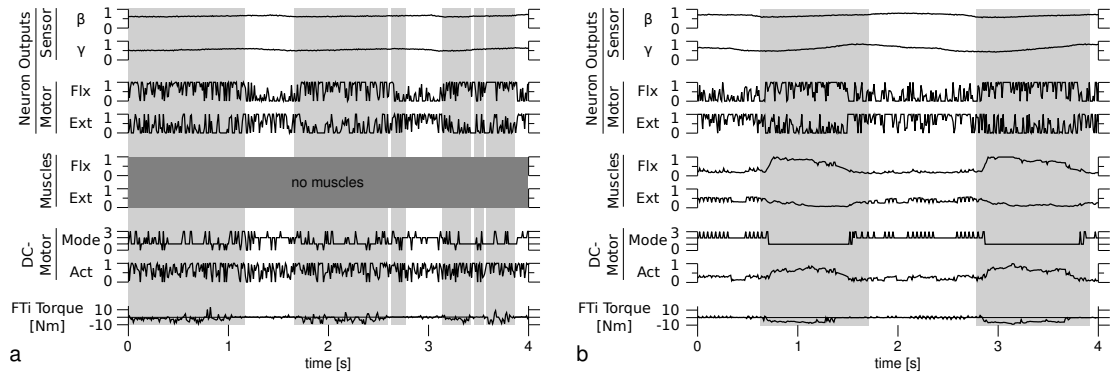 Neuron Outputs
Sensor
β
1
0
γ
1
0
Motor
Flx
1
0
Ext
1
0
Muscles
Flx
1
0
Ext
1
0
no muscles
DC-
Motor
Mode
3
0
Act
1
0
FTi Torque
[Nm]
10
-10
0
1
2
3
4
time [s]
a
Neuron Outputs
Sensor
β
1
0
γ
1
0
Motor
Flx
1
0
Ext
1
0
Muscles
Flx
1
0
Ext
1
0
DC-
Motor
Mode
3
0
Act
1
0
FTi Torque
[Nm]
10
-10
0
1
2
3
4
time [s]
b